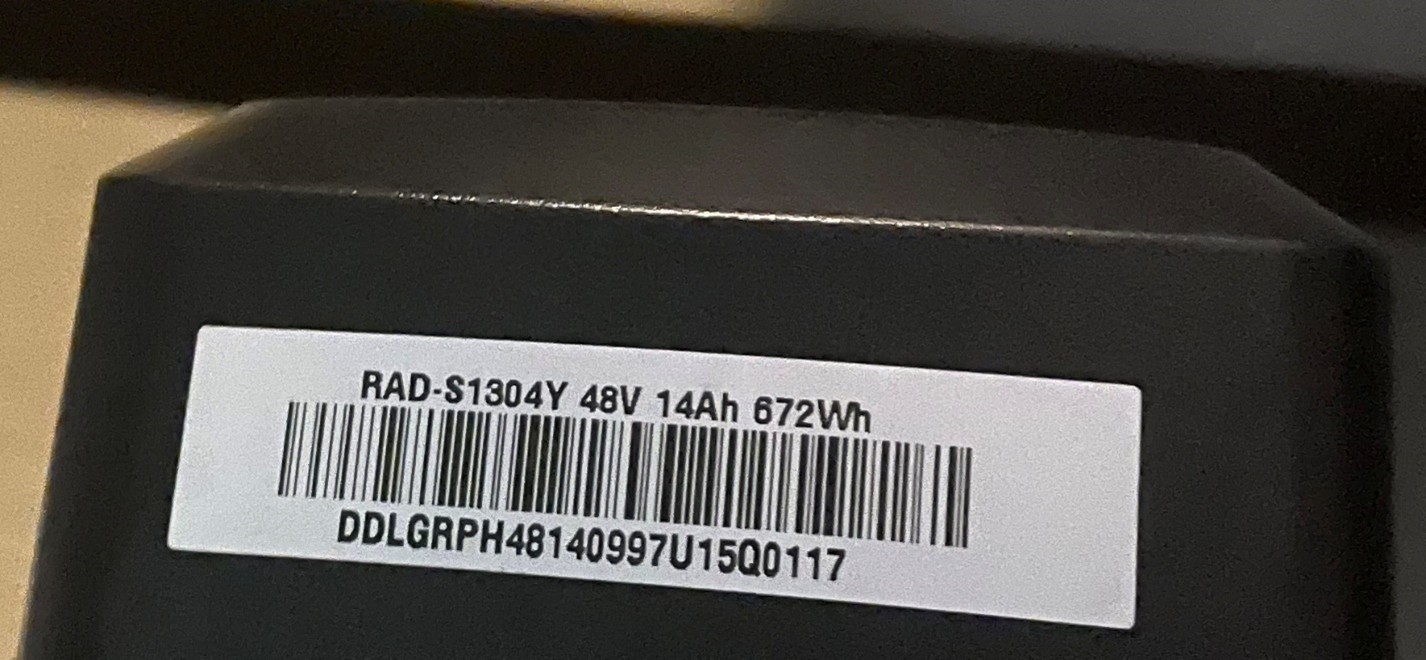 RAD-S1304Y 48V 14Ah 672Wh
DDLGRPH48140997U15Q0117